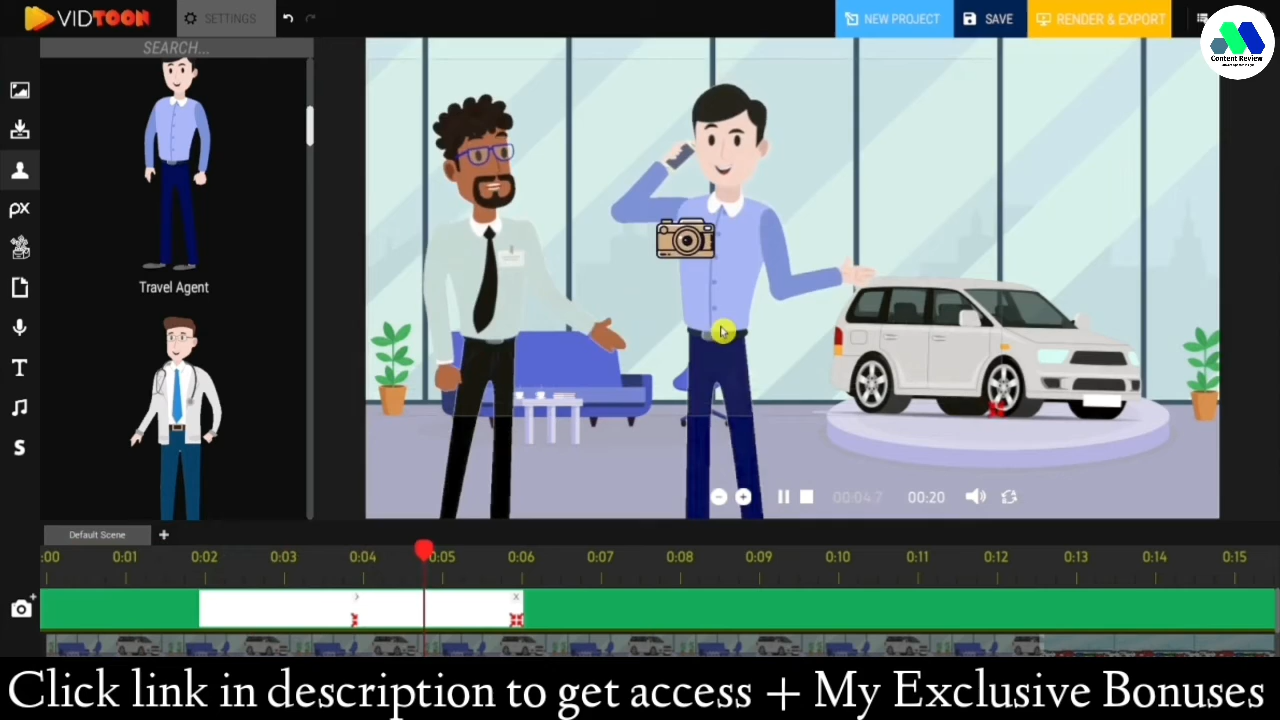 VIDTOON
SETTINGS
NEW PROJECT
SAVE
RENDER & EXPORT
Content Review
SEARCH...
Travel Agent
px
T
S
00:04.7
00:20
Default Scene
:00 0:01 0:02 0:03 0:04 0:05 0:06 0:07 0:08 0:09 0:10 0:11 0:12 0:13 0:14 0:15
Click link in description to get access + My Exclusive Bonuses